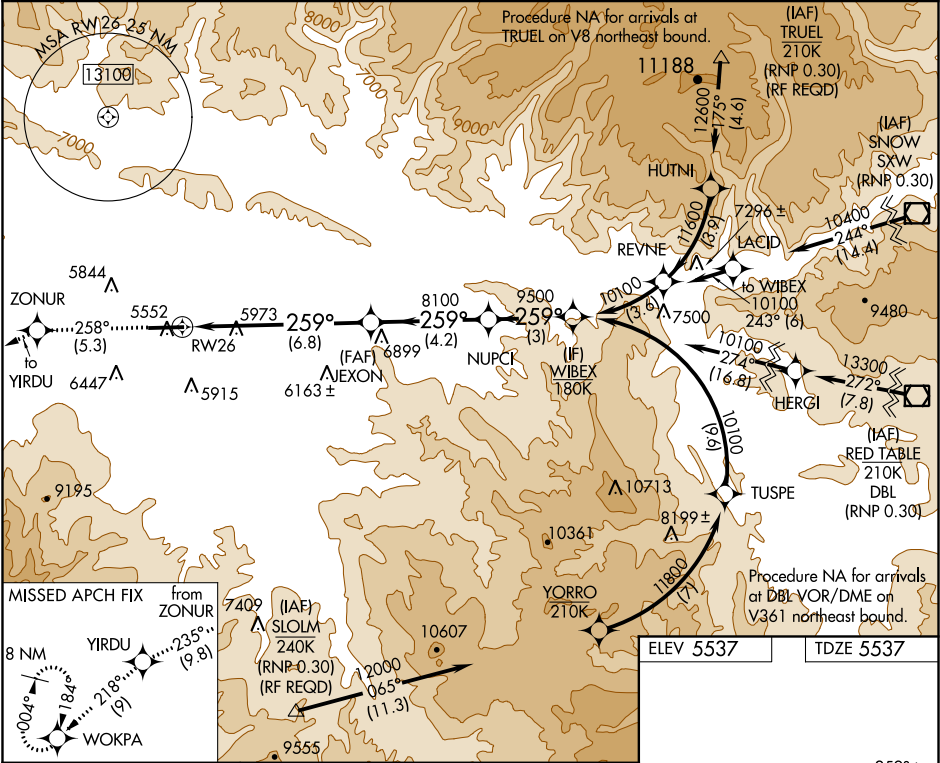 MSA RW26 25 NM
13100
8000
7000
7000
9000
Procedure NA for arrivals at
TRUEL on V8 northeast bound.
(IAF)
TRUEL
210K
(RNP 0.30)
(RF REQD)
11188
12600
175°
(4.6)
HUTNI
(IAF)
SNOW
SXW
(RNP 0.30)
10400
244°
(14.4)
11600
(3.9)
7296 ±
REVNE
LACID
to WIBEX
10100
243° (6)
9480
5844
ZONUR
258°
(5.3)
to
YIRDU
5552
5973
RW26
259°
(6.8)
8100
259°
(4.2)
9500
259°
(3)
10100
(3.6)
7500
(FAF)
JEXON
6899
NUPCI
(IF)
WIBEX
180K
6447
5915
6163 ±
10100
274°
(16.8)
HERGI
13300
272°
(7.8)
(IAF)
RED TABLE
210K
DBL
(RNP 0.30)
10100
(9.6)
TUSPE
9195
10713
10361
8199 ±
11800
(7)
YORRO
210K
Procedure NA for arrivals
at DBL VOR/DME on
V361 northeast bound.
MISSED APCH FIX
from
ZONUR
235°
(9.8)
YIRDU
8 NM
004°
184°
218°
(9)
WOKPA
7409
(IAF)
SLOLM
240K
(RNP 0.30)
(RF REQD)
10607
12000
065°
(11.3)
9555
ELEV 5537
TDZE 5537